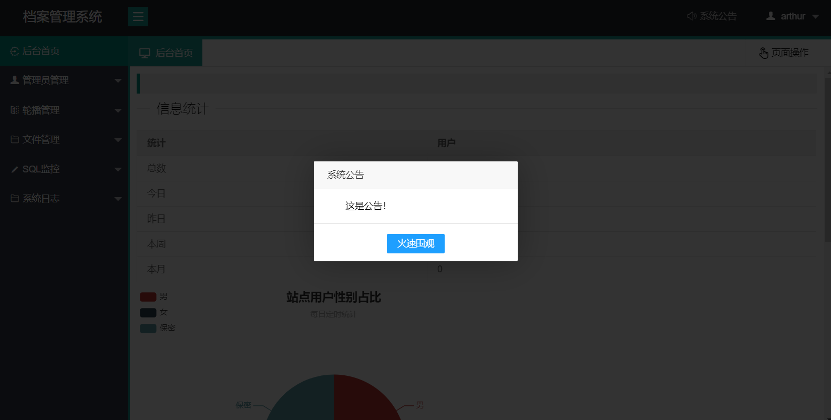 档案管理系统
系统公告
arthur
后台首页
后台首页
页面操作
管理员管理
轮播管理
文件管理
SQL监控
系统日志
信息统计
统计 用户
总数
今日
昨日
本周
本月 0
系统公告
这是公告！
火速围观
男
女
保密
站点用户性别占比
保密
男